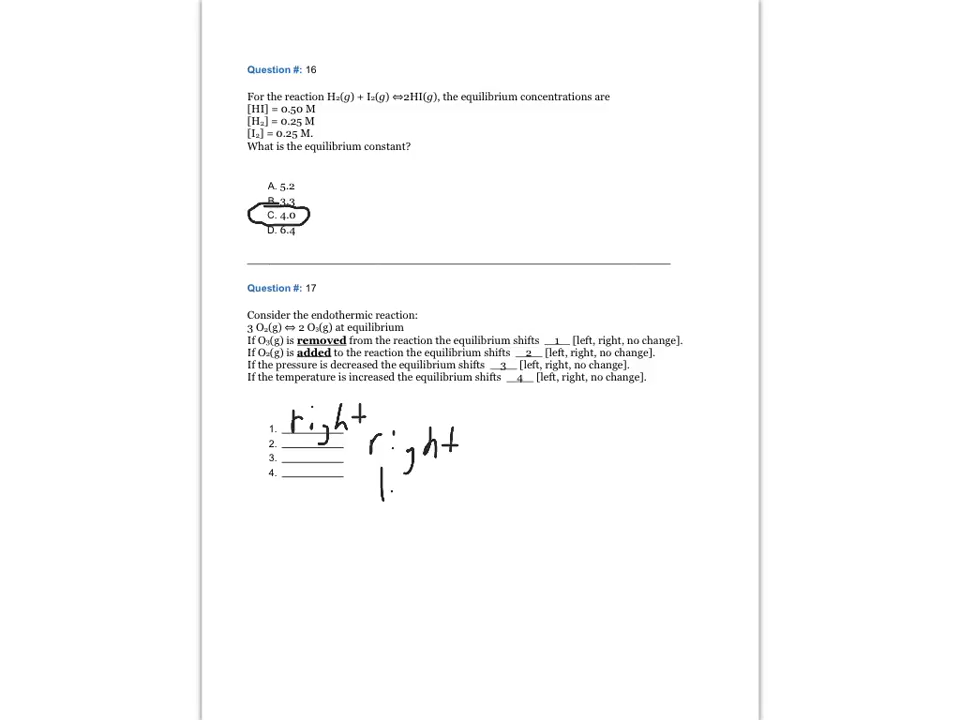 Question #: 16
For the reaction H₂(g) + I₂(g) ⇔2HI(g), the equilibrium concentrations are
[HI] = 0.50 M
[H₂] = 0.25 M
[I₂] = 0.25 M.
What is the equilibrium constant?
A. 5.2
B. 3.3
C. 4.0
D. 6.4
Question #: 17
Consider the endothermic reaction:
3 O₂(g) ⇔ 2 O₃(g) at equilibrium
If O₃(g) is removed from the reaction the equilibrium shifts __1__ [left, right, no change].
If O₂(g) is added to the reaction the equilibrium shifts __2__ [left, right, no change].
If the pressure is decreased the equilibrium shifts __3__ [left, right, no change].
If the temperature is increased the equilibrium shifts __4__ [left, right, no change].
1. right
2. right
3. l
4.